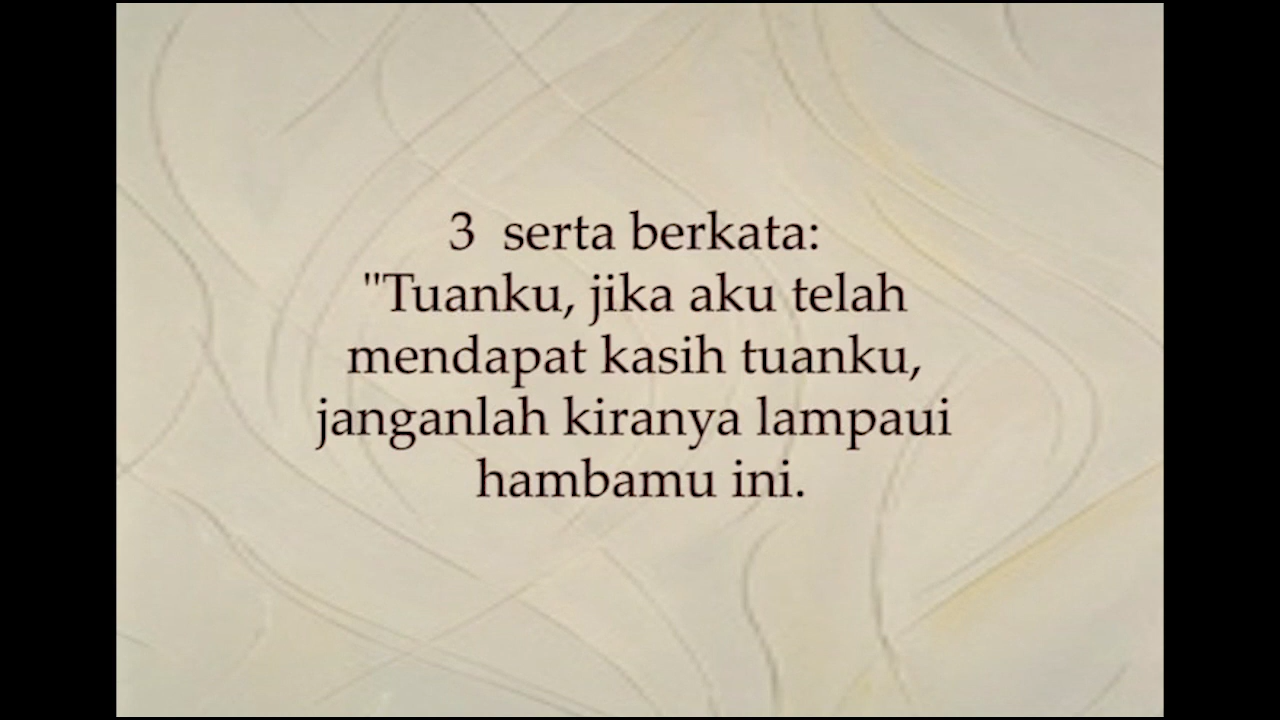 3  serta berkata:
"Tuanku, jika aku telah
mendapat kasih tuanku,
janganlah kiranya lampaui
hambamu ini.